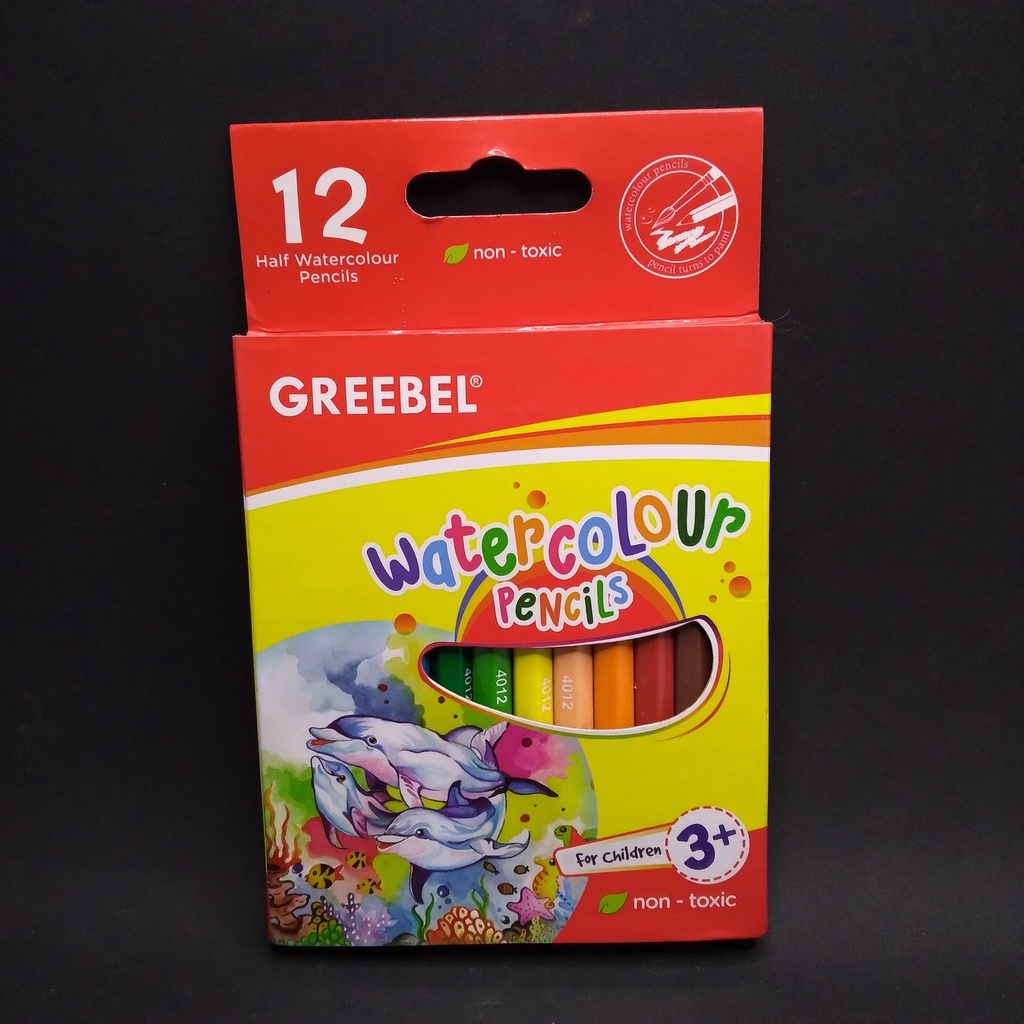 12
Half Watercolour
Pencils
non - toxic
watercolour pencils
pencil turns to paint
GREEBEL®
Watercolour
PENCILS
4012
4012
4012
4012
for Children
3+
non - toxic